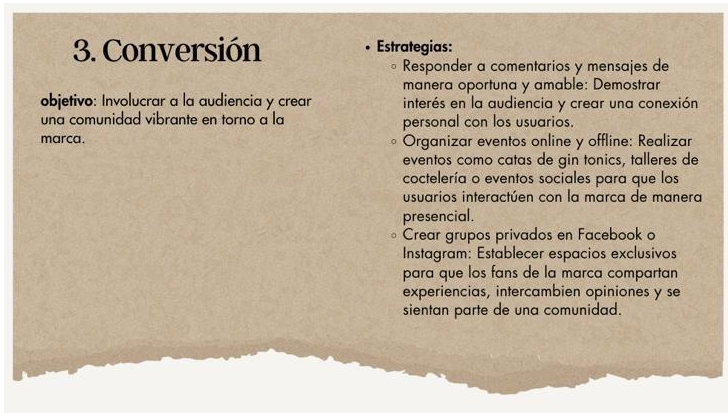 3. Conversión
objetivo: Involucrar a la audiencia y crear
una comunidad vibrante en torno a la
marca.
• Estrategias:
◦ Responder a comentarios y mensajes de
manera oportuna y amable: Demostrar
interés en la audiencia y crear una conexión
personal con los usuarios.
◦ Organizar eventos online y offline: Realizar
eventos como catas de gin tonics, talleres de
coctelería o eventos sociales para que los
usuarios interactúen con la marca de manera
presencial.
◦ Crear grupos privados en Facebook o
Instagram: Establecer espacios exclusivos
para que los fans de la marca compartan
experiencias, intercambien opiniones y se
sientan parte de una comunidad.